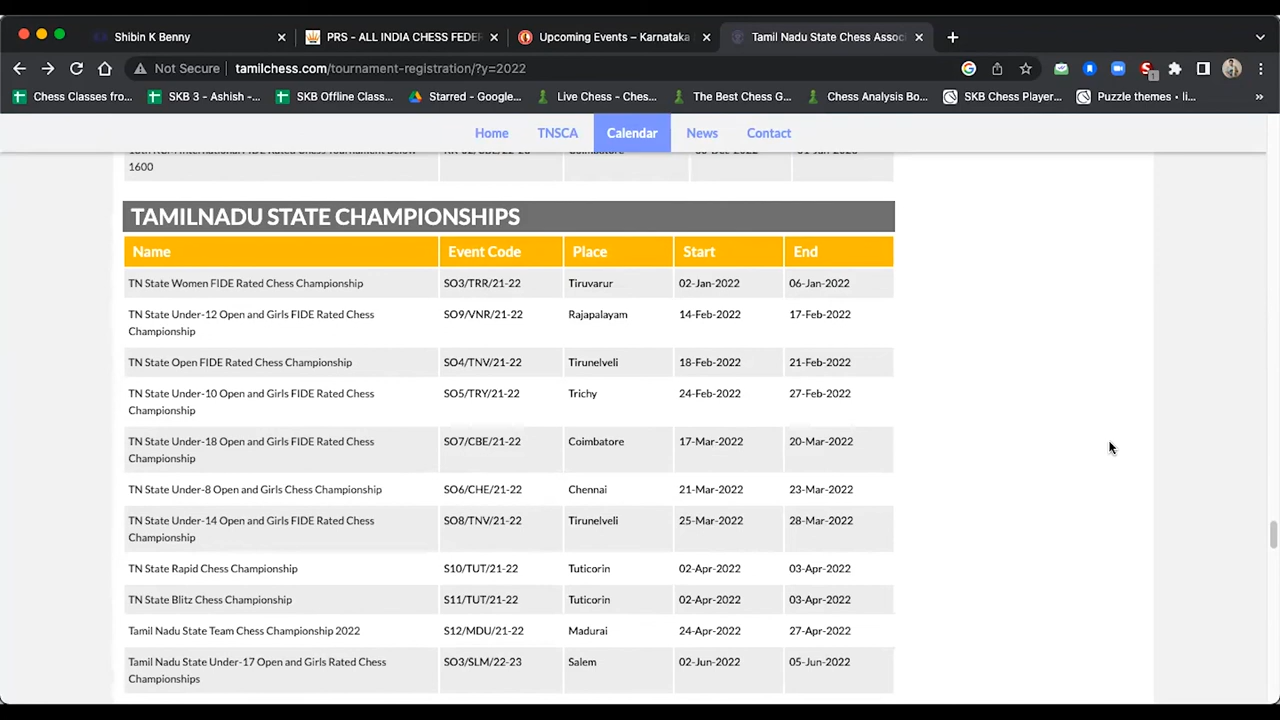 Shibin K Benny
PRS - ALL INDIA CHESS FEDER
Upcoming Events – Karnataka
Tamil Nadu State Chess Associ
Not Secure
tamilchess.com/tournament-registration/?y=2022
Chess Classes fro...
SKB 3 - Ashish -...
SKB Offline Class...
Starred - Google...
Live Chess - Ches...
The Best Chess G...
Chess Analysis Bo...
SKB Chess Player...
Puzzle themes • li...
Home
TNSCA
Calendar
News
Contact
1600
TAMILNADU STATE CHAMPIONSHIPS
Name Event Code Place Start End
TN State Women FIDE Rated Chess Championship SO3/TRR/21-22 Tiruvarur 02-Jan-2022 06-Jan-2022
TN State Under-12 Open and Girls FIDE Rated Chess SO9/VNR/21-22 Rajapalayam 14-Feb-2022 17-Feb-2022
Championship
TN State Open FIDE Rated Chess Championship SO4/TNV/21-22 Tirunelveli 18-Feb-2022 21-Feb-2022
TN State Under-10 Open and Girls FIDE Rated Chess SO5/TRY/21-22 Trichy 24-Feb-2022 27-Feb-2022
Championship
TN State Under-18 Open and Girls FIDE Rated Chess SO7/CBE/21-22 Coimbatore 17-Mar-2022 20-Mar-2022
Championship
TN State Under-8 Open and Girls Chess Championship SO6/CHE/21-22 Chennai 21-Mar-2022 23-Mar-2022
TN State Under-14 Open and Girls FIDE Rated Chess SO8/TNV/21-22 Tirunelveli 25-Mar-2022 28-Mar-2022
Championship
TN State Rapid Chess Championship S10/TUT/21-22 Tuticorin 02-Apr-2022 03-Apr-2022
TN State Blitz Chess Championship S11/TUT/21-22 Tuticorin 02-Apr-2022 03-Apr-2022
Tamil Nadu State Team Chess Championship 2022 S12/MDU/21-22 Madurai 24-Apr-2022 27-Apr-2022
Tamil Nadu State Under-17 Open and Girls Rated Chess SO3/SLM/22-23 Salem 02-Jun-2022 05-Jun-2022
Championships